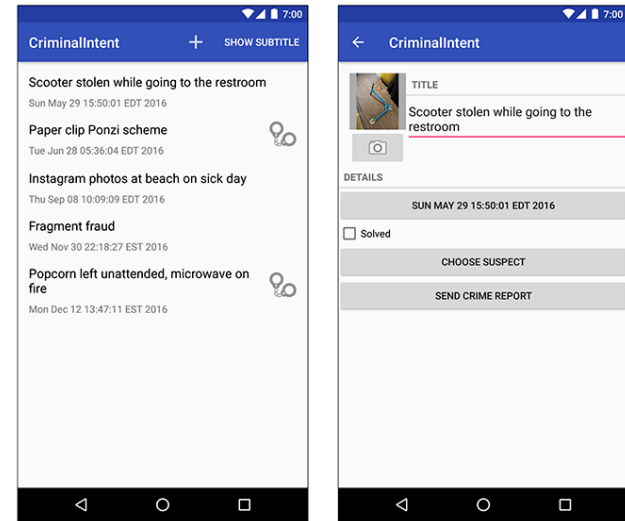 7:00
CriminalIntent + SHOW SUBTITLE
Scooter stolen while going to the restroom
Sun May 29 15:50:01 EDT 2016
Paper clip Ponzi scheme
Tue Jun 28 05:36:04 EDT 2016
Instagram photos at beach on sick day
Thu Sep 08 10:09:09 EDT 2016
Fragment fraud
Wed Nov 30 22:18:27 EST 2016
Popcorn left unattended, microwave on
fire
Mon Dec 12 13:47:11 EST 2016
7:00
CriminalIntent
TITLE
Scooter stolen while going to the
restroom
DETAILS
SUN MAY 29 15:50:01 EDT 2016
Solved
CHOOSE SUSPECT
SEND CRIME REPORT